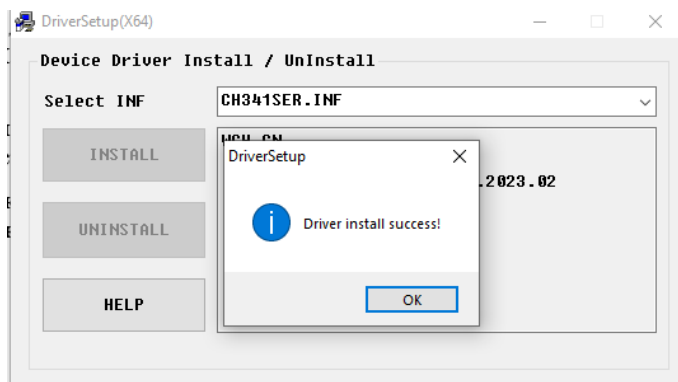 DriverSetup(X64)
Device Driver Install / UnInstall
Select INF
CH341SER.INF
INSTALL
UNINSTALL
HELP
.2023.02
DriverSetup
Driver install success!
OK